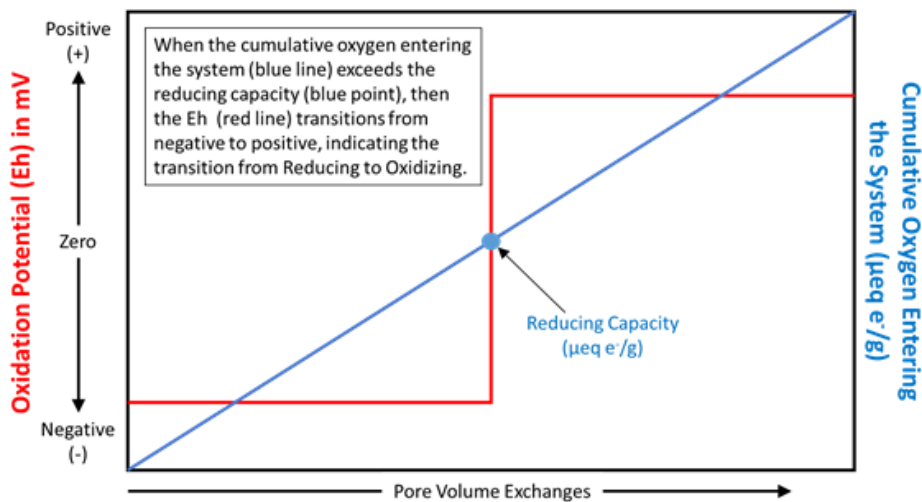 Positive
(+)
Zero
Negative
(-)
Oxidation Potential (Eh) in mV
When the cumulative oxygen entering
the system (blue line) exceeds the
reducing capacity (blue point), then
the Eh  (red line) transitions from
negative to positive, indicating the
transition from Reducing to Oxidizing.
Reducing Capacity
(µeq e⁻/g)
Cumulative Oxygen Entering
the System (µeq e⁻/g)
Pore Volume Exchanges